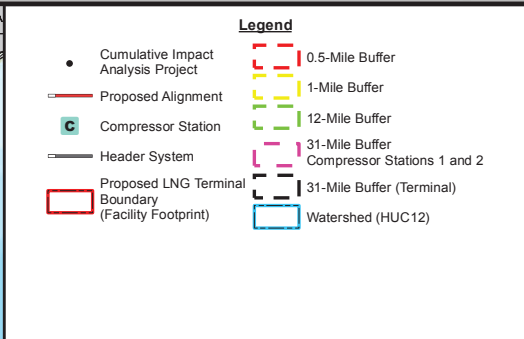 Legend
Cumulative Impact
Analysis Project
Proposed Alignment
C
Compressor Station
Header System
Proposed LNG Terminal
Boundary
(Facility Footprint)
0.5-Mile Buffer
1-Mile Buffer
12-Mile Buffer
31-Mile Buffer
Compressor Stations 1 and 2
31-Mile Buffer (Terminal)
Watershed (HUC12)